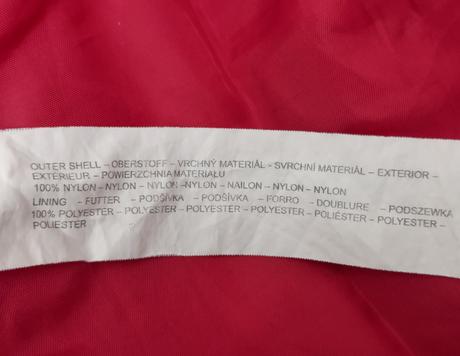 OUTER SHELL – OBERSTOFF – VRCHNÝ MATERIÁL - SVRCHNÍ MATERIÁL – EXTERIOR –
EXTÉRIEUR – POWIERZCHNIA MATERIAŁU
100% NYLON – NYLON – NYLON –NYLON – NAILON – NYLON – NYLON
LINING – FUTTER – PODŠÍVKA – PODŠÍVKA – FORRO – DOUBLURE – PODSZEWKA
100% POLYESTER – POLYESTER – POLYESTER – POLYESTER – POLIÉSTER – POLYESTER –
POLIESTER